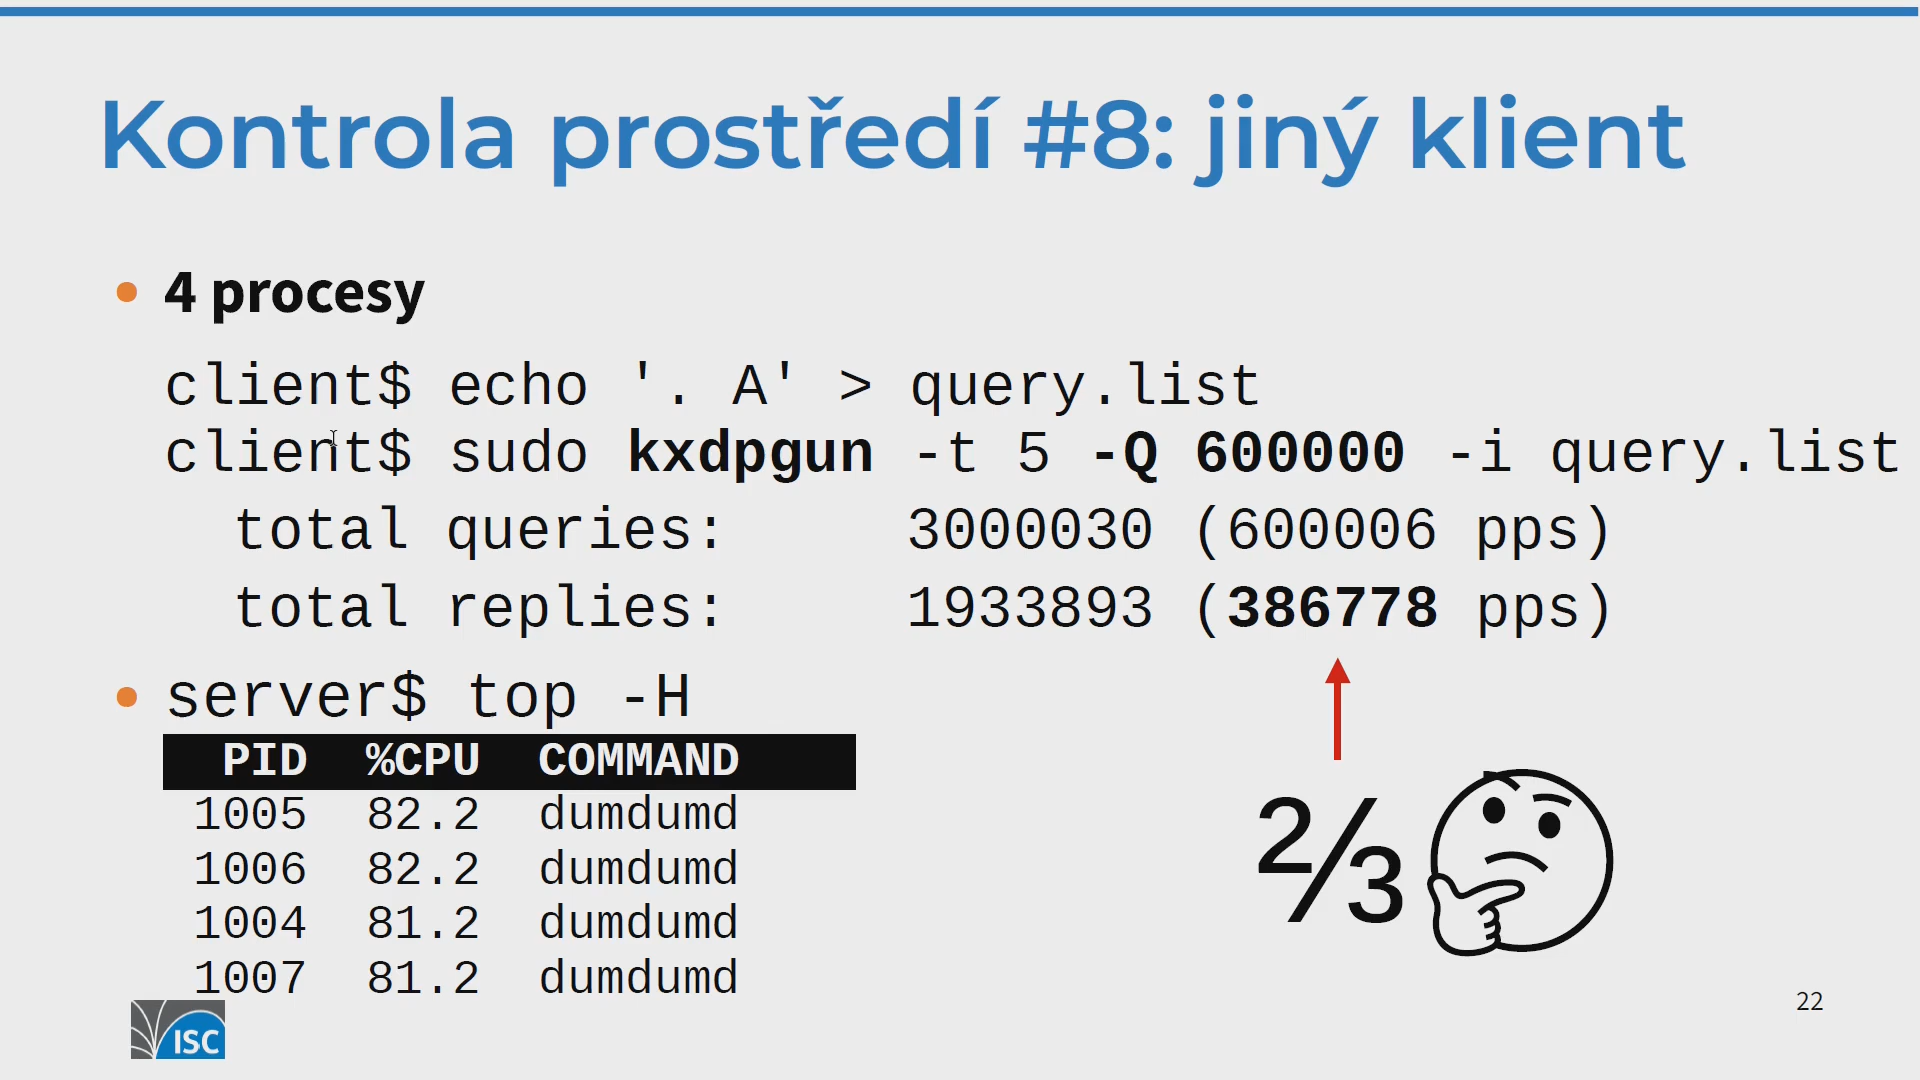 Kontrola prostředí #8: jiný klient
• 4 procesy
client$ echo '. A' > query.list
client$ sudo kxdpgun -t 5 -Q 600000 -i query.list
total queries: 3000030 (600006 pps)
total replies: 1933893 (386778 pps)
• server$ top -H
PID %CPU COMMAND
1005 82.2 dumdumd
1006 82.2 dumdumd
1004 81.2 dumdumd
1007 81.2 dumdumd
⅔
ISC
22